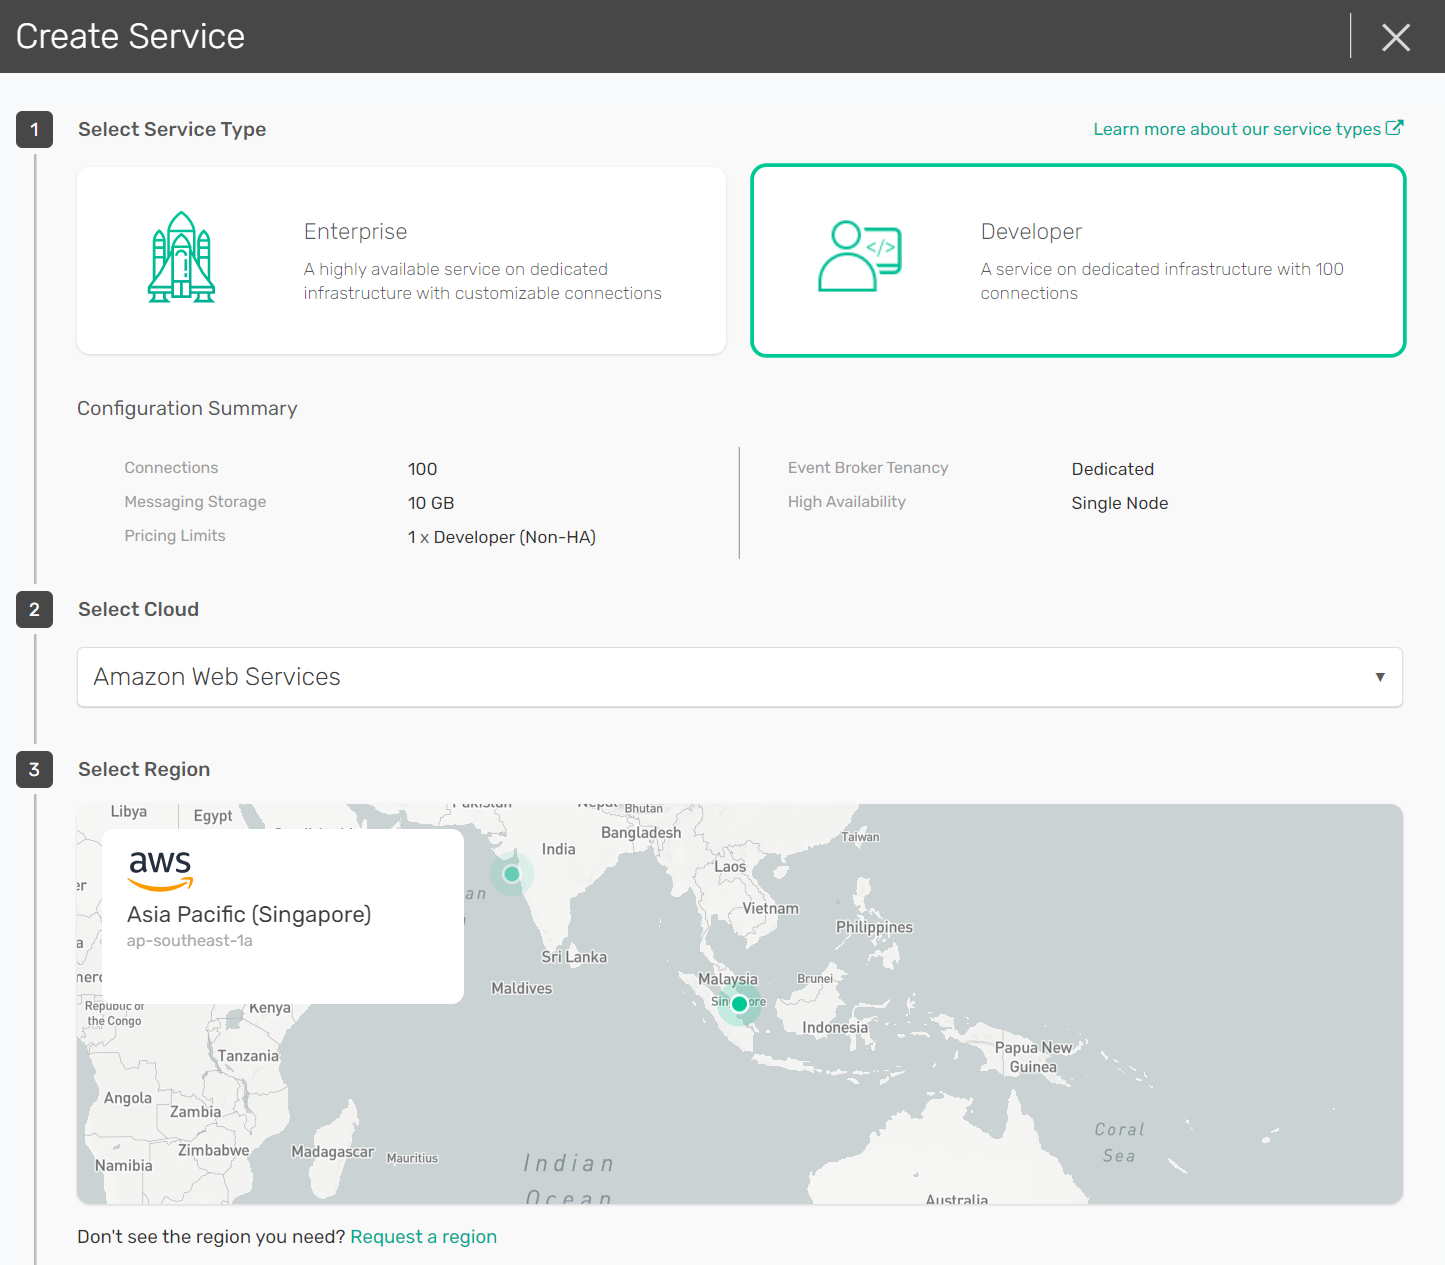 Create Service
1
Select Service Type
Learn more about our service types
Enterprise
A highly available service on dedicated
infrastructure with customizable connections
</>
Developer
A service on dedicated infrastructure with 100
connections
Configuration Summary
Connections
100
Messaging Storage
10 GB
Pricing Limits
1 x Developer (Non-HA)
Event Broker Tenancy
Dedicated
High Availability
Single Node
2
Select Cloud
Amazon Web Services
3
Select Region
Libya
Egypt
Pakistan
Nepal
Bhutan
Bangladesh
India
Taiwan
Laos
Vietnam
Philippines
aws
Asia Pacific (Singapore)
ap-southeast-1a
Sri Lanka
Maldives
Malaysia
Singapore
Brunei
Indonesia
Republic of
the Congo
Kenya
Tanzania
Papua New
Guinea
Angola
Zambia
Zimbabwe
Namibia
Madagascar
Mauritius
Indian
Ocean
Coral
Sea
Australia
Don't see the region you need? Request a region